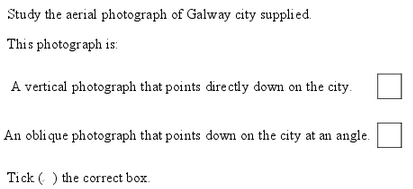 Study the aerial photograph of Galway city supplied.
This photograph is:
A vertical photograph that points directly down on the city.
An oblique photograph that points down on the city at an angle.
Tick ( ) the correct box.